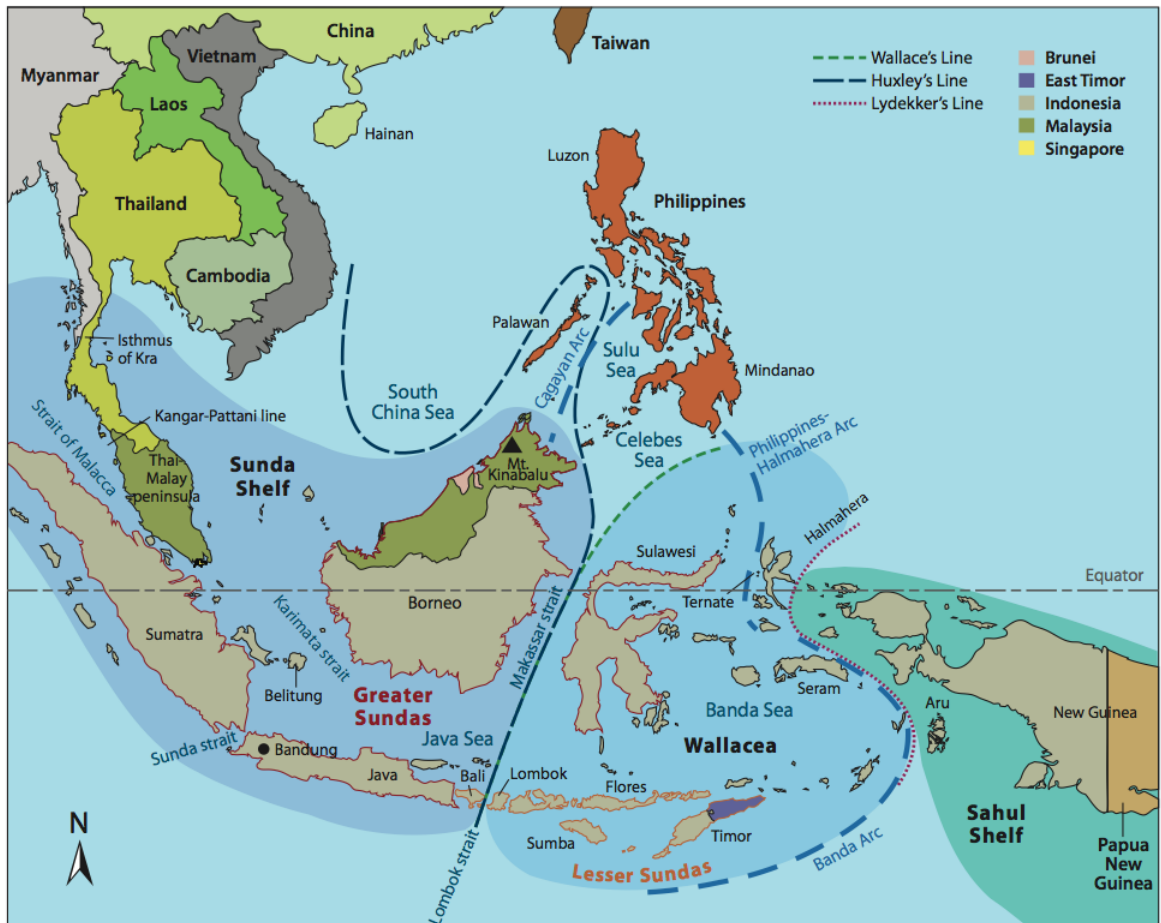 China
Taiwan
Myanmar
Vietnam
Laos
Hainan
Wallace's Line
Huxley's Line
Lydekker's Line
Brunei
East Timor
Indonesia
Malaysia
Singapore
Luzon
Philippines
Thailand
Cambodia
Isthmus
of Kra
Palawan
Cagayan Arc
Sulu
Sea
Mindanao
South
China Sea
Kangar-Pattani line
Strait of Malacca
Thai-
Malay
peninsula
Sunda
Shelf
Mt.
Kinabalu
Celebes
Sea
Philippines-
Halmahera Arc
Halmahera
Sulawesi
Equator
Ternate
Borneo
Makassar strait
Karimata strait
Sumatra
Belitung
Greater
Sundas
Seram
Banda Sea
Aru
New Guinea
Wallacea
Sunda strait
Bandung
Java Sea
Java
Bali
Lombok
Flores
Sumba
Timor
Lesser Sundas
Banda Arc
Lombok strait
Sahul
Shelf
Papua
New
Guinea
N